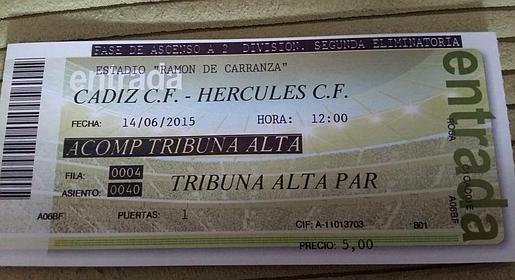 FASE DE ASCENSO A 2 DIVISION. SEGUNDA ELIMINATORIA
ESTADIO "RAMON DE CARRANZA"
entrada
CADIZ C.F. - HERCULES C.F.
FECHA: 14/06/2015 HORA: 12:00
ACOMP TRIBUNA ALTA
FILA: 0004
ASIENTO: 0040
TRIBUNA ALTA PAR
A06BF PUERTAS: 1 CIF: A-11013703 B01
PRECIO: 5,00
entrada
A06BF